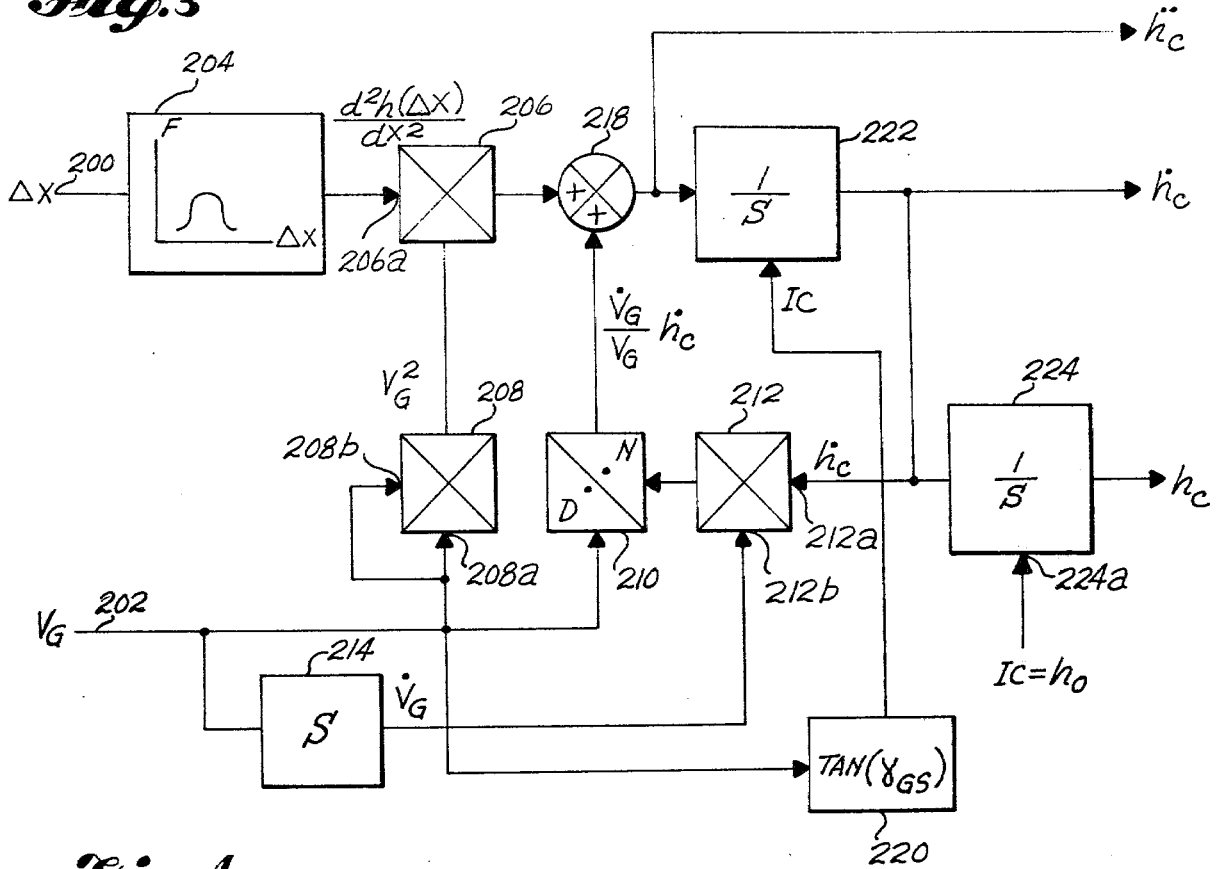 Fig. 3
ḧc
204
d²h(ΔX)
dX²
206
218
222
F
ΔX
200
ΔX
206a
+
+
1
S
ḣc
IC
V̇G
VG
ḣc
VG²
208
212
224
208b
N
D
ḣc
212a
1
S
hc
208a
210
212b
224a
VG
202
214
IC=h₀
S
V̇G
TAN(γGS)
220